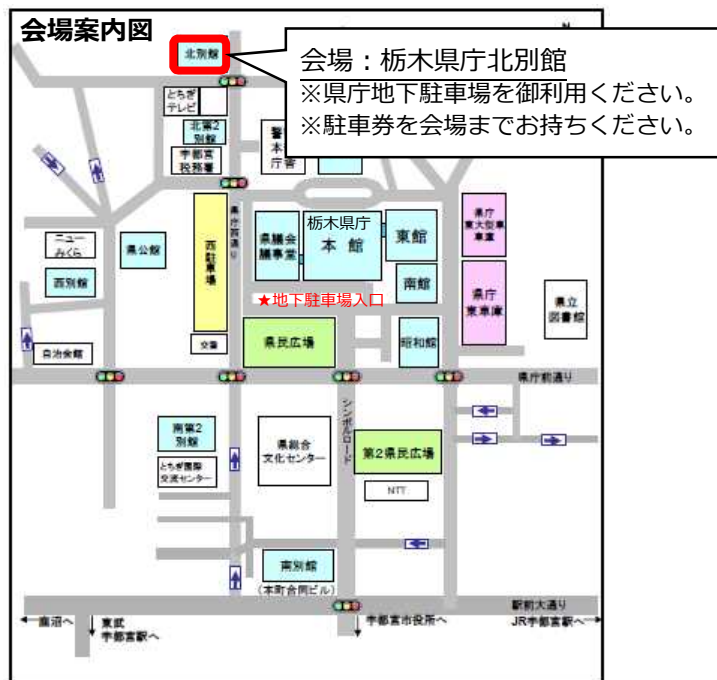 会場案内図
N
北別館
会場：栃木県庁北別館
※県庁地下駐車場を御利用ください。
※駐車券を会場までお持ちください。
とちぎ
テレビ
北第2
別館
宇都宮
税務署
警
本
庁舎
県庁西通り
西駐車場
県議会
議事堂
栃木県庁
本 館
東館
南館
県庁
東大型車
車庫
県庁
東車庫
県立
図書館
ニュー
みくら
県公館
西別館
★地下駐車場入口
自治会館
交番
県民広場
昭和館
県庁前通り
シンボルロード
南第2
別館
とちぎ国際
交流センター
県総合
文化センター
第2県民広場
NTT
南別館
(本町合同ビル)
駅前大通り
鹿沼へ
東武
宇都宮駅へ
宇都宮市役所へ
JR宇都宮駅へ